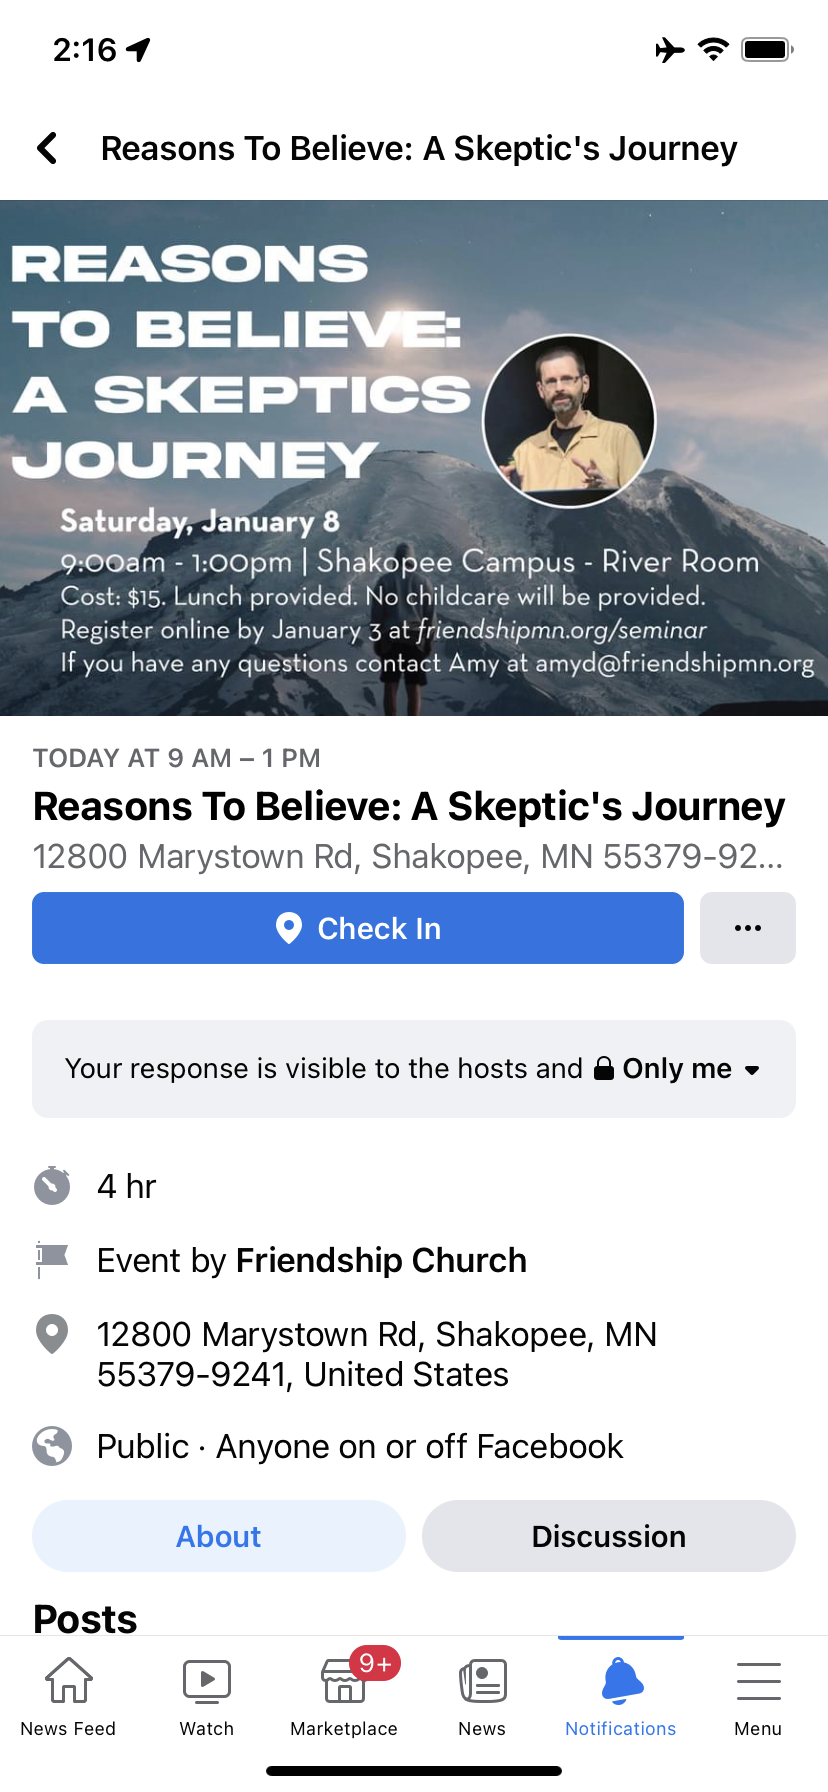 2:16
Reasons To Believe: A Skeptic's Journey
REASONS
TO BELIEVE:
A SKEPTICS
JOURNEY
Saturday, January 8
9:00am - 1:00pm | Shakopee Campus - River Room
Cost: $15. Lunch provided. No childcare will be provided.
Register online by January 3 at friendshipmn.org/seminar
If you have any questions contact Amy at amyd@friendshipmn.org
TODAY AT 9 AM – 1 PM
Reasons To Believe: A Skeptic's Journey
12800 Marystown Rd, Shakopee, MN 55379-92...
Check In
Your response is visible to the hosts and Only me
4 hr
Event by Friendship Church
12800 Marystown Rd, Shakopee, MN
55379-9241, United States
Public · Anyone on or off Facebook
About Discussion
Posts
9+
News Feed Watch Marketplace News Notifications Menu